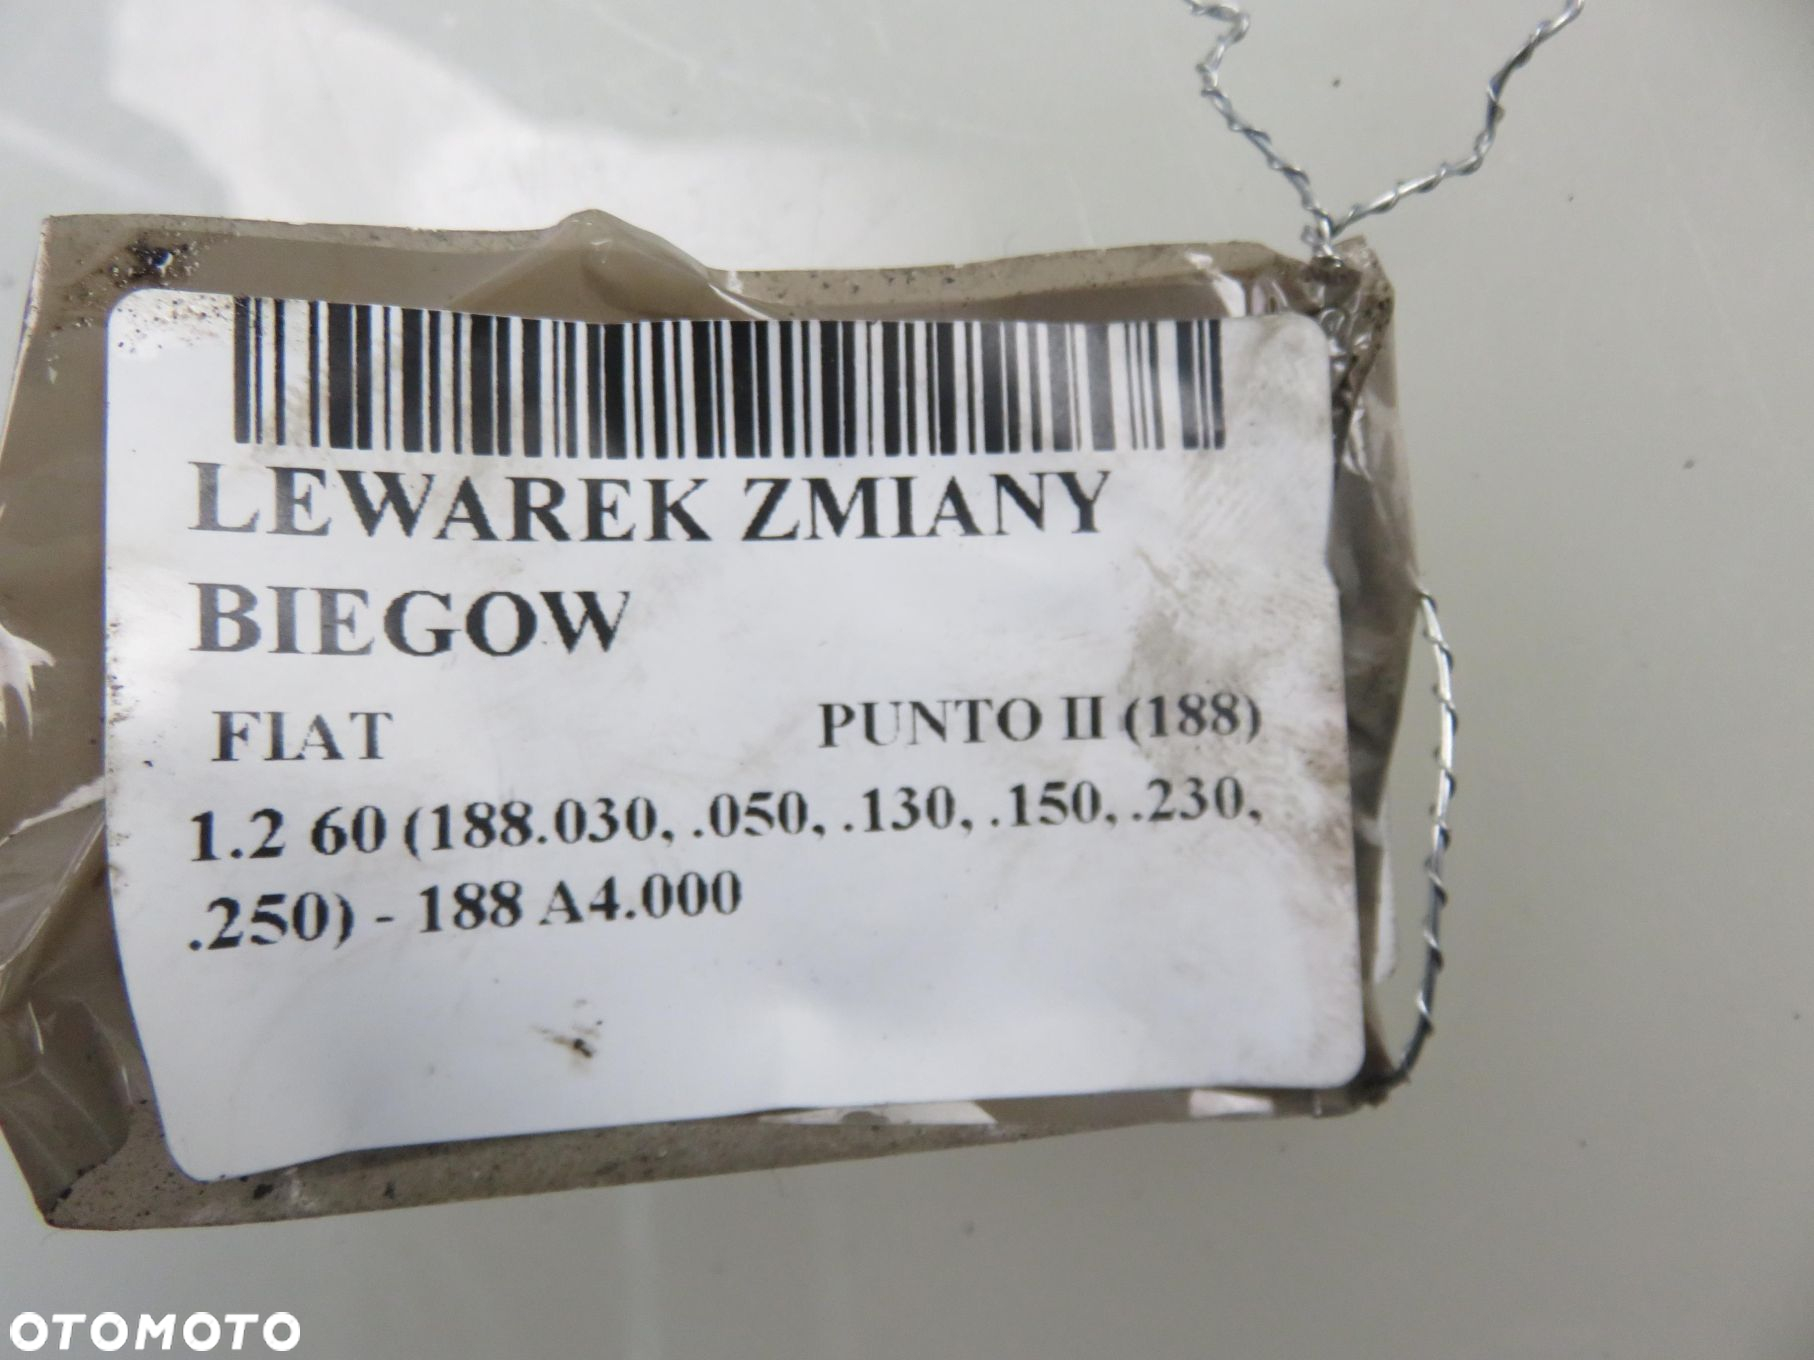 LEWAREK ZMIANY
BIEGOW
FIAT PUNTO II (188)
1.2 60 (188.030, .050, .130, .150, .230,
.250) - 188 A4.000
OTOMOTO